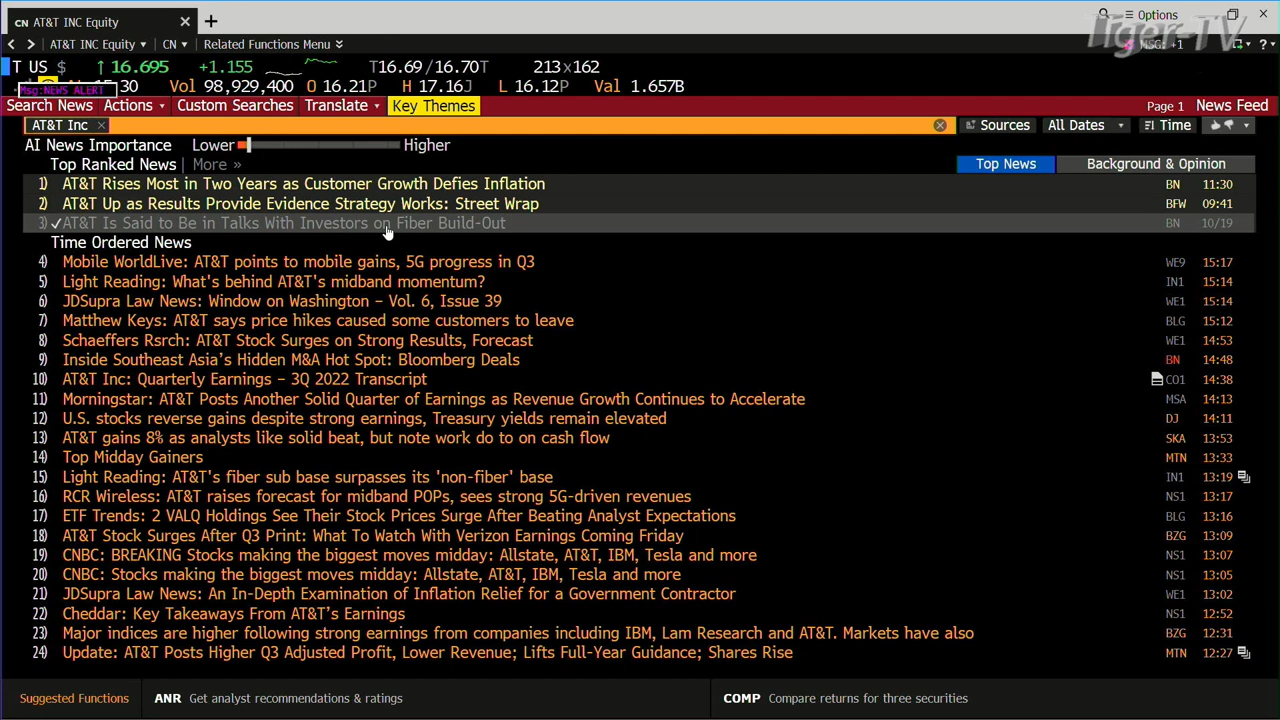 CN AT&T INC Equity × +
Options
Tiger-TV
< > AT&T INC Equity CN Related Functions Menu
MSG: +1 ?
T US $ ↑ 16.695 +1.155 T16.69/16.70T 213x162
Msg:NEWS ALERT
Vol 98,929,400 O 16.21P H 17.16J L 16.12P Val 1.657B
Search News Actions Custom Searches Translate Key Themes Page 1 News Feed
AT&T Inc × Sources All Dates Time
AI News Importance Lower Higher
Top Ranked News | More » Top News Background & Opinion
1) AT&T Rises Most in Two Years as Customer Growth Defies Inflation BN 11:30
2) AT&T Up as Results Provide Evidence Strategy Works: Street Wrap BFW 09:41
3) ✓AT&T Is Said to Be in Talks With Investors on Fiber Build-Out BN 10/19
Time Ordered News
4) Mobile WorldLive: AT&T points to mobile gains, 5G progress in Q3 WE9 15:17
5) Light Reading: What's behind AT&T's midband momentum? IN1 15:14
6) JDSupra Law News: Window on Washington – Vol. 6, Issue 39 WE1 15:14
7) Matthew Keys: AT&T says price hikes caused some customers to leave BLG 15:12
8) Schaeffers Rsrch: AT&T Stock Surges on Strong Results, Forecast WE1 14:53
9) Inside Southeast Asia's Hidden M&A Hot Spot: Bloomberg Deals BN 14:48
10) AT&T Inc: Quarterly Earnings – 3Q 2022 Transcript CO1 14:38
11) Morningstar: AT&T Posts Another Solid Quarter of Earnings as Revenue Growth Continues to Accelerate MSA 14:13
12) U.S. stocks reverse gains despite strong earnings, Treasury yields remain elevated DJ 14:11
13) AT&T gains 8% as analysts like solid beat, but note work do to on cash flow SKA 13:53
14) Top Midday Gainers MTN 13:33
15) Light Reading: AT&T's fiber sub base surpasses its 'non-fiber' base IN1 13:19
16) RCR Wireless: AT&T raises forecast for midband POPs, sees strong 5G-driven revenues NS1 13:17
17) ETF Trends: 2 VALQ Holdings See Their Stock Prices Surge After Beating Analyst Expectations BLG 13:16
18) AT&T Stock Surges After Q3 Print: What To Watch With Verizon Earnings Coming Friday BZG 13:09
19) CNBC: BREAKING Stocks making the biggest moves midday: Allstate, AT&T, IBM, Tesla and more NS1 13:07
20) CNBC: Stocks making the biggest moves midday: Allstate, AT&T, IBM, Tesla and more NS1 13:05
21) JDSupra Law News: An In-Depth Examination of Inflation Relief for a Government Contractor WE1 13:02
22) Cheddar: Key Takeaways From AT&T's Earnings NS1 12:52
23) Major indices are higher following strong earnings from companies including IBM, Lam Research and AT&T. Markets have also BZG 12:31
24) Update: AT&T Posts Higher Q3 Adjusted Profit, Lower Revenue; Lifts Full-Year Guidance; Shares Rise MTN 12:27
Suggested Functions ANR Get analyst recommendations & ratings COMP Compare returns for three securities